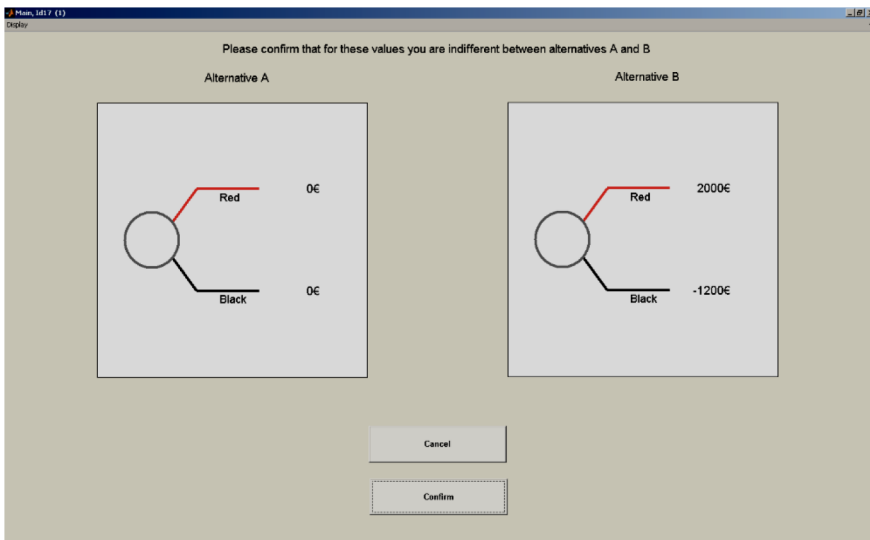 Main, Id17 (1)
Display
Please confirm that for these values you are indifferent between alternatives A and B
Alternative A
Alternative B
Red 0€
Black 0€
Red 2000€
Black -1200€
Cancel
Confirm